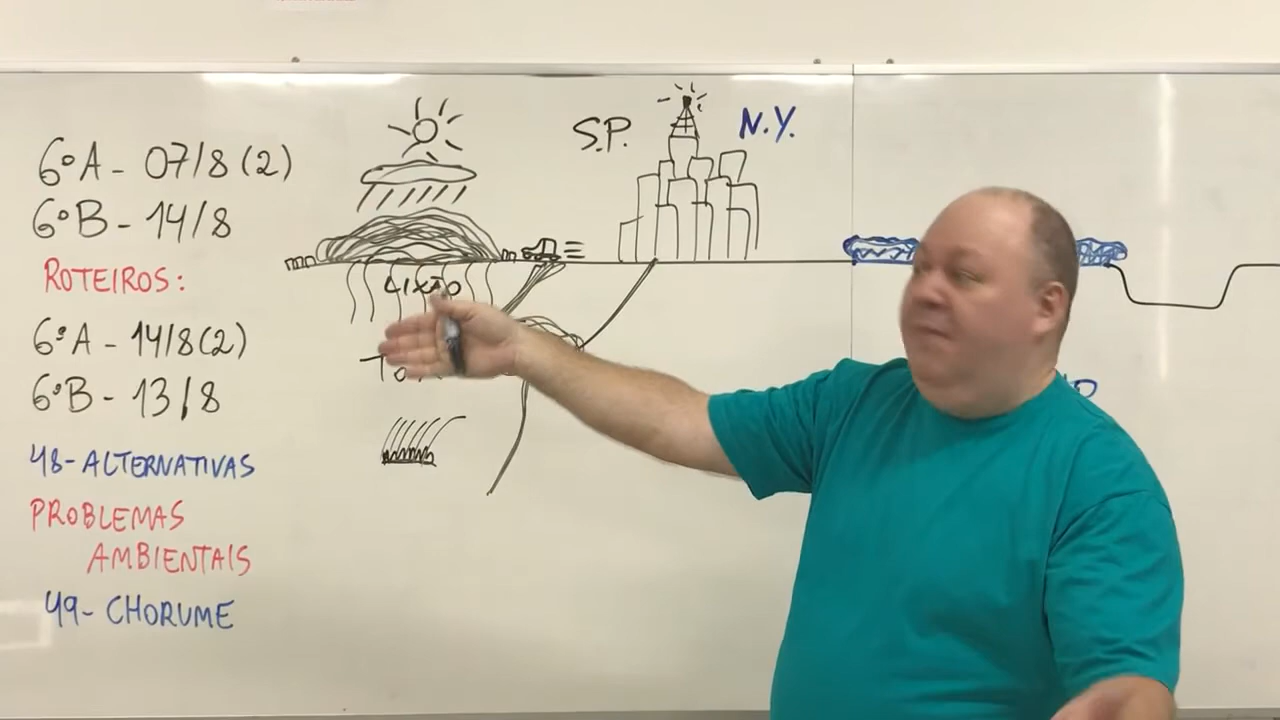 6ºA - 07/8 (2)
6ºB - 14/8
ROTEIROS:
6ºA - 14/8(2)
6ºB - 13/8
48- ALTERNATIVAS
PROBLEMAS
AMBIENTAIS
49- CHORUME
LIXÃO
S.P.
N.Y.